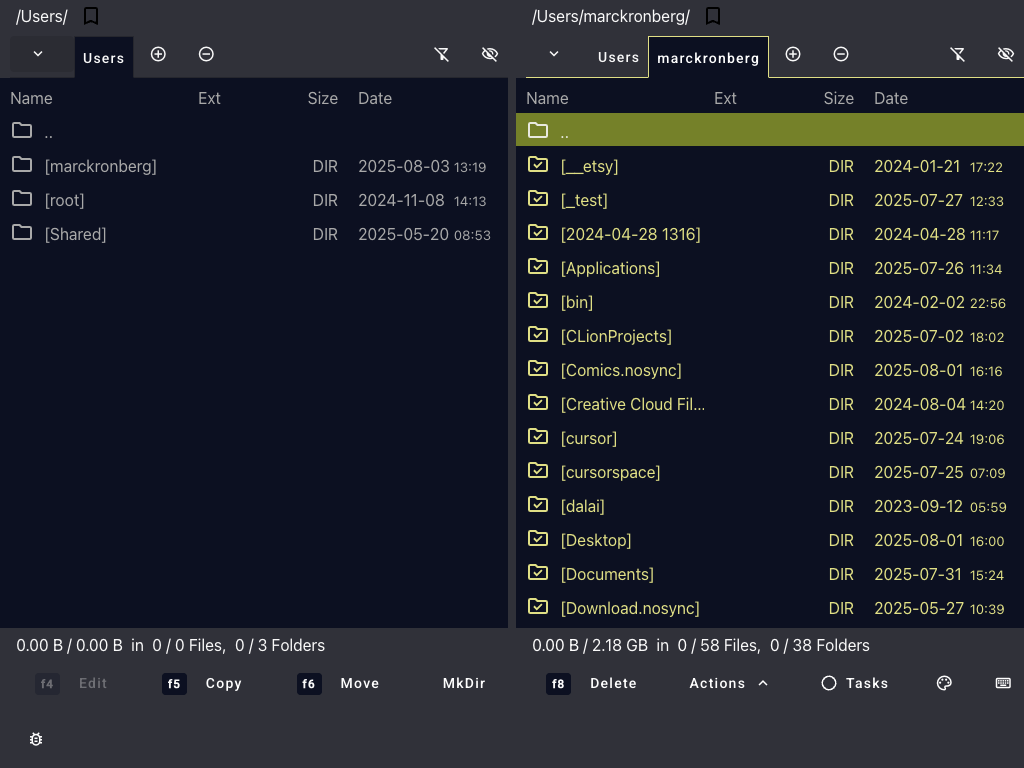 /Users/
Users
Name Ext Size Date
..
[marckronberg] DIR 2025-08-03 13:19
[root] DIR 2024-11-08 14:13
[Shared] DIR 2025-05-20 08:53
0.00 B / 0.00 B in 0 / 0 Files, 0 / 3 Folders
/Users/marckronberg/
Users marckronberg
Name Ext Size Date
..
[__etsy] DIR 2024-01-21 17:22
[_test] DIR 2025-07-27 12:33
[2024-04-28 1316] DIR 2024-04-28 11:17
[Applications] DIR 2025-07-26 11:34
[bin] DIR 2024-02-02 22:56
[CLionProjects] DIR 2025-07-02 18:02
[Comics.nosync] DIR 2025-08-01 16:16
[Creative Cloud Fil... DIR 2024-08-04 14:20
[cursor] DIR 2025-07-24 19:06
[cursorspace] DIR 2025-07-25 07:09
[dalai] DIR 2023-09-12 05:59
[Desktop] DIR 2025-08-01 16:00
[Documents] DIR 2025-07-31 15:24
[Download.nosync] DIR 2025-05-27 10:39
0.00 B / 2.18 GB in 0 / 58 Files, 0 / 38 Folders
f4 Edit f5 Copy f6 Move MkDir f8 Delete Actions Tasks